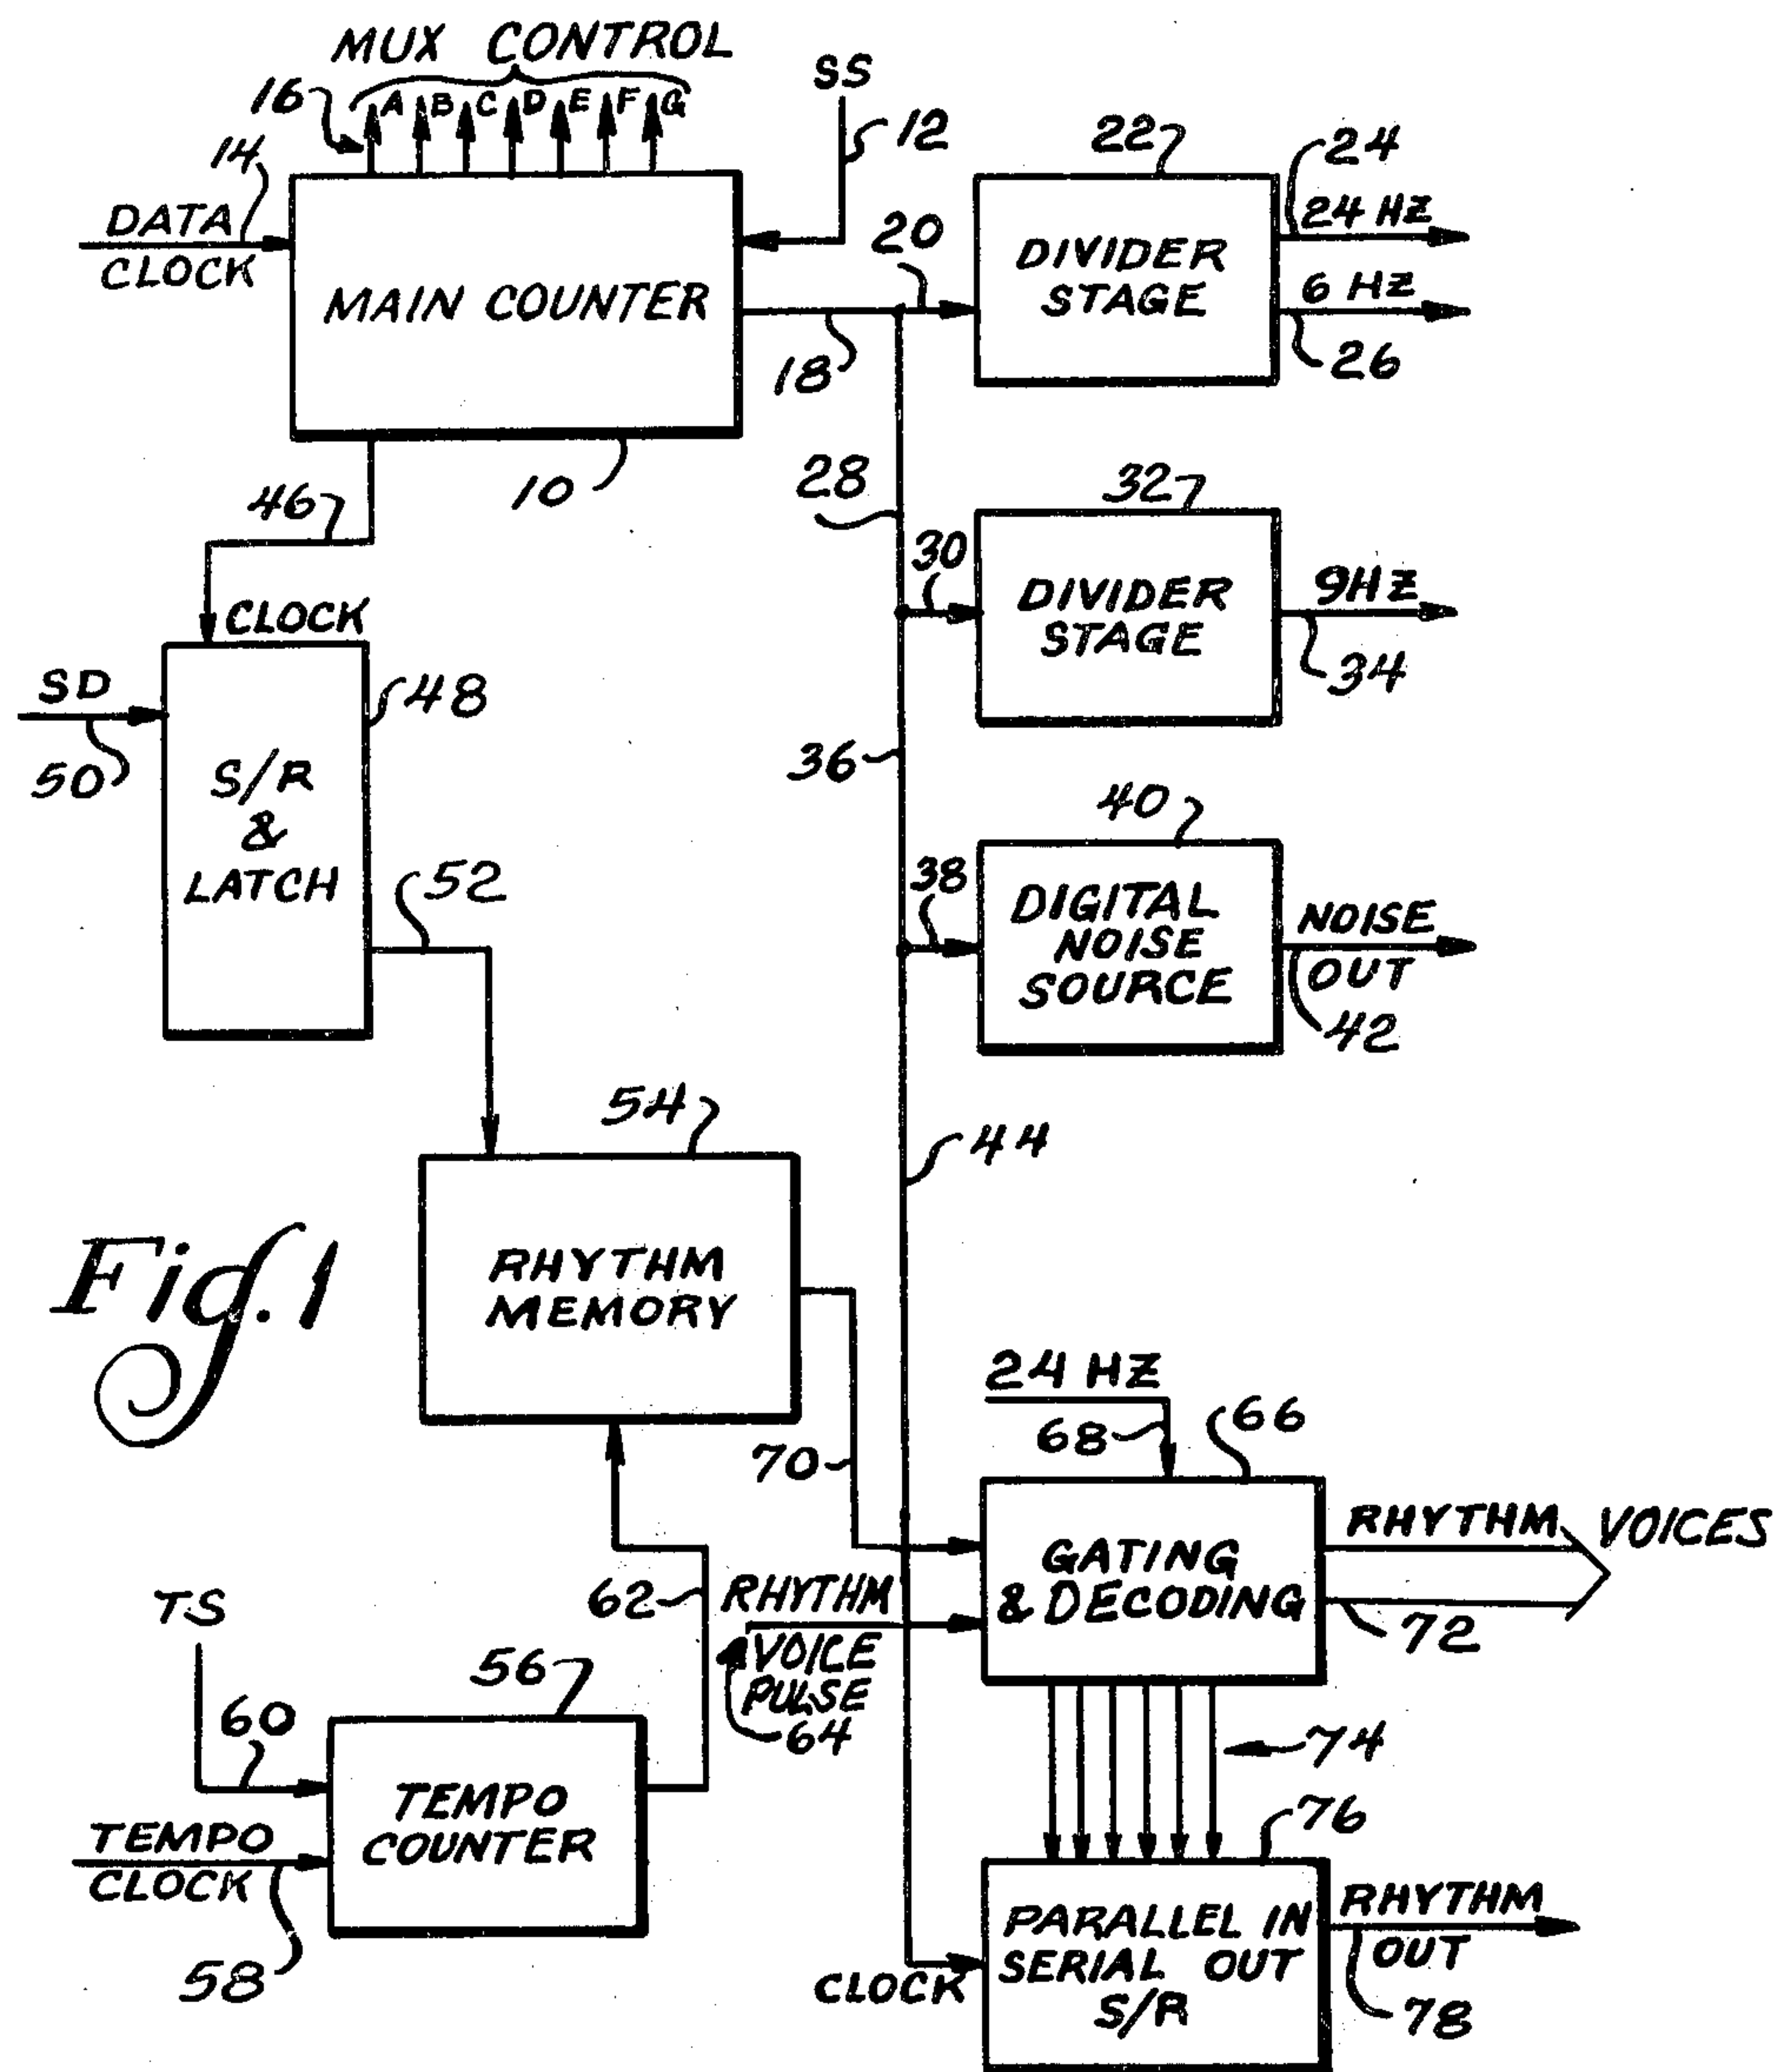 MUX CONTROL
16 A B C D E F G
SS
12
14
DATA
CLOCK
MAIN COUNTER
10
18
20
22
DIVIDER
STAGE
24
24 HZ
6 HZ
26
28
30
32
DIVIDER
STAGE
9HZ
34
36
38
40
DIGITAL
NOISE
SOURCE
NOISE
OUT
42
44
46
CLOCK
SD
50
48
S/R
&
LATCH
52
54
RHYTHM
MEMORY
Fig. 1
70
24 HZ
68
66
GATING
& DECODING
RHYTHM VOICES
72
RHYTHM
VOICE
PULSE
64
62
TS
60
56
TEMPO
COUNTER
TEMPO
CLOCK
58
74
76
PARALLEL IN
SERIAL OUT
S/R
CLOCK
RHYTHM
OUT
78